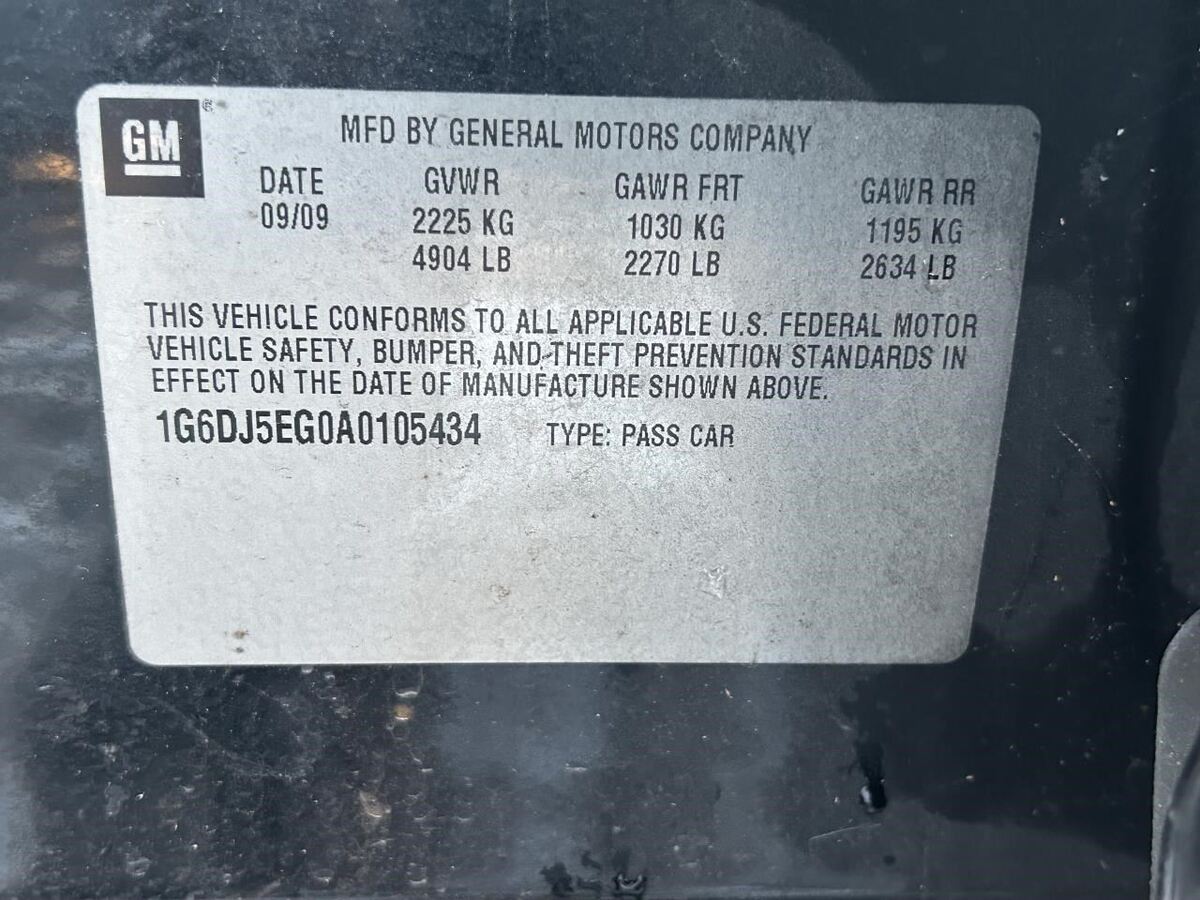 GM ®
MFD BY GENERAL MOTORS COMPANY
DATE GVWR GAWR FRT GAWR RR
09/09 2225 KG 1030 KG 1195 KG
4904 LB 2270 LB 2634 LB
THIS VEHICLE CONFORMS TO ALL APPLICABLE U.S. FEDERAL MOTOR
VEHICLE SAFETY, BUMPER, AND THEFT PREVENTION STANDARDS IN
EFFECT ON THE DATE OF MANUFACTURE SHOWN ABOVE.
1G6DJ5EG0A0105434 TYPE: PASS CAR